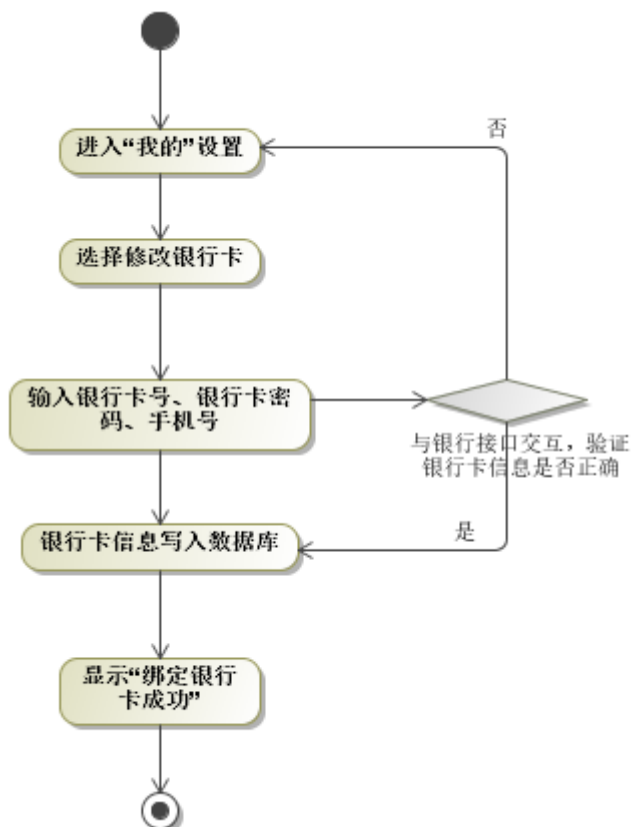 否
进入“我的”设置
选择修改银行卡
输入银行卡号、银行卡密
码、手机号
与银行接口交互，验证
银行卡信息是否正确
是
银行卡信息写入数据库
显示“绑定银行
卡成功”